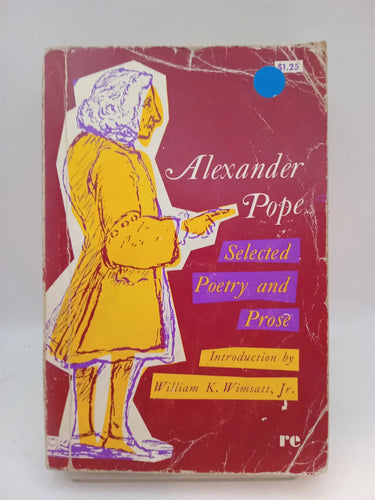 $1.25
Alexander
Pope
Selected
Poetry and
Prose
Introduction by
William K. Wimsatt, Jr.
re